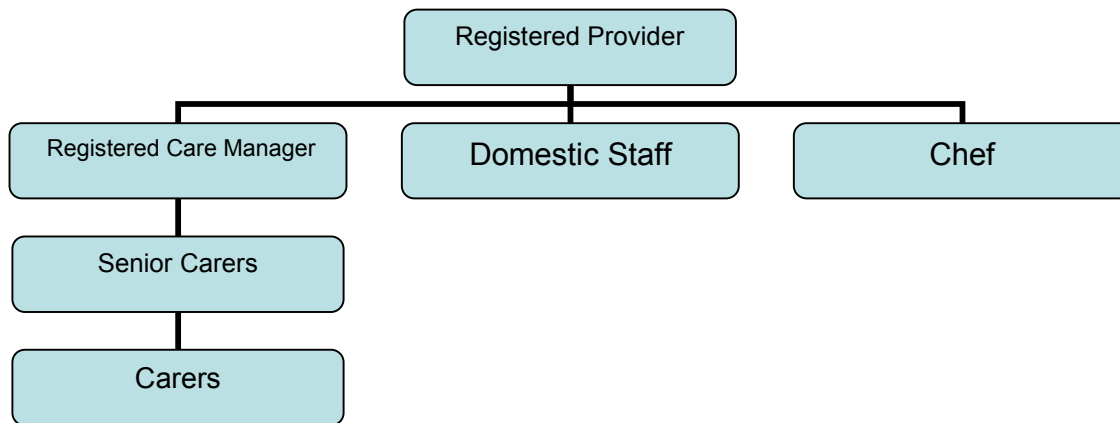 Registered Provider
Registered Care Manager
Domestic Staff
Chef
Senior Carers
Carers